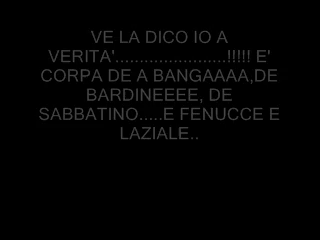 VE LA DICO IO A
VERITA'.......................!!!!! E'
CORPA DE A BANGAAAA,DE
BARDINEEEE, DE
SABBATINO.....E FENUCCE E
LAZIALE..